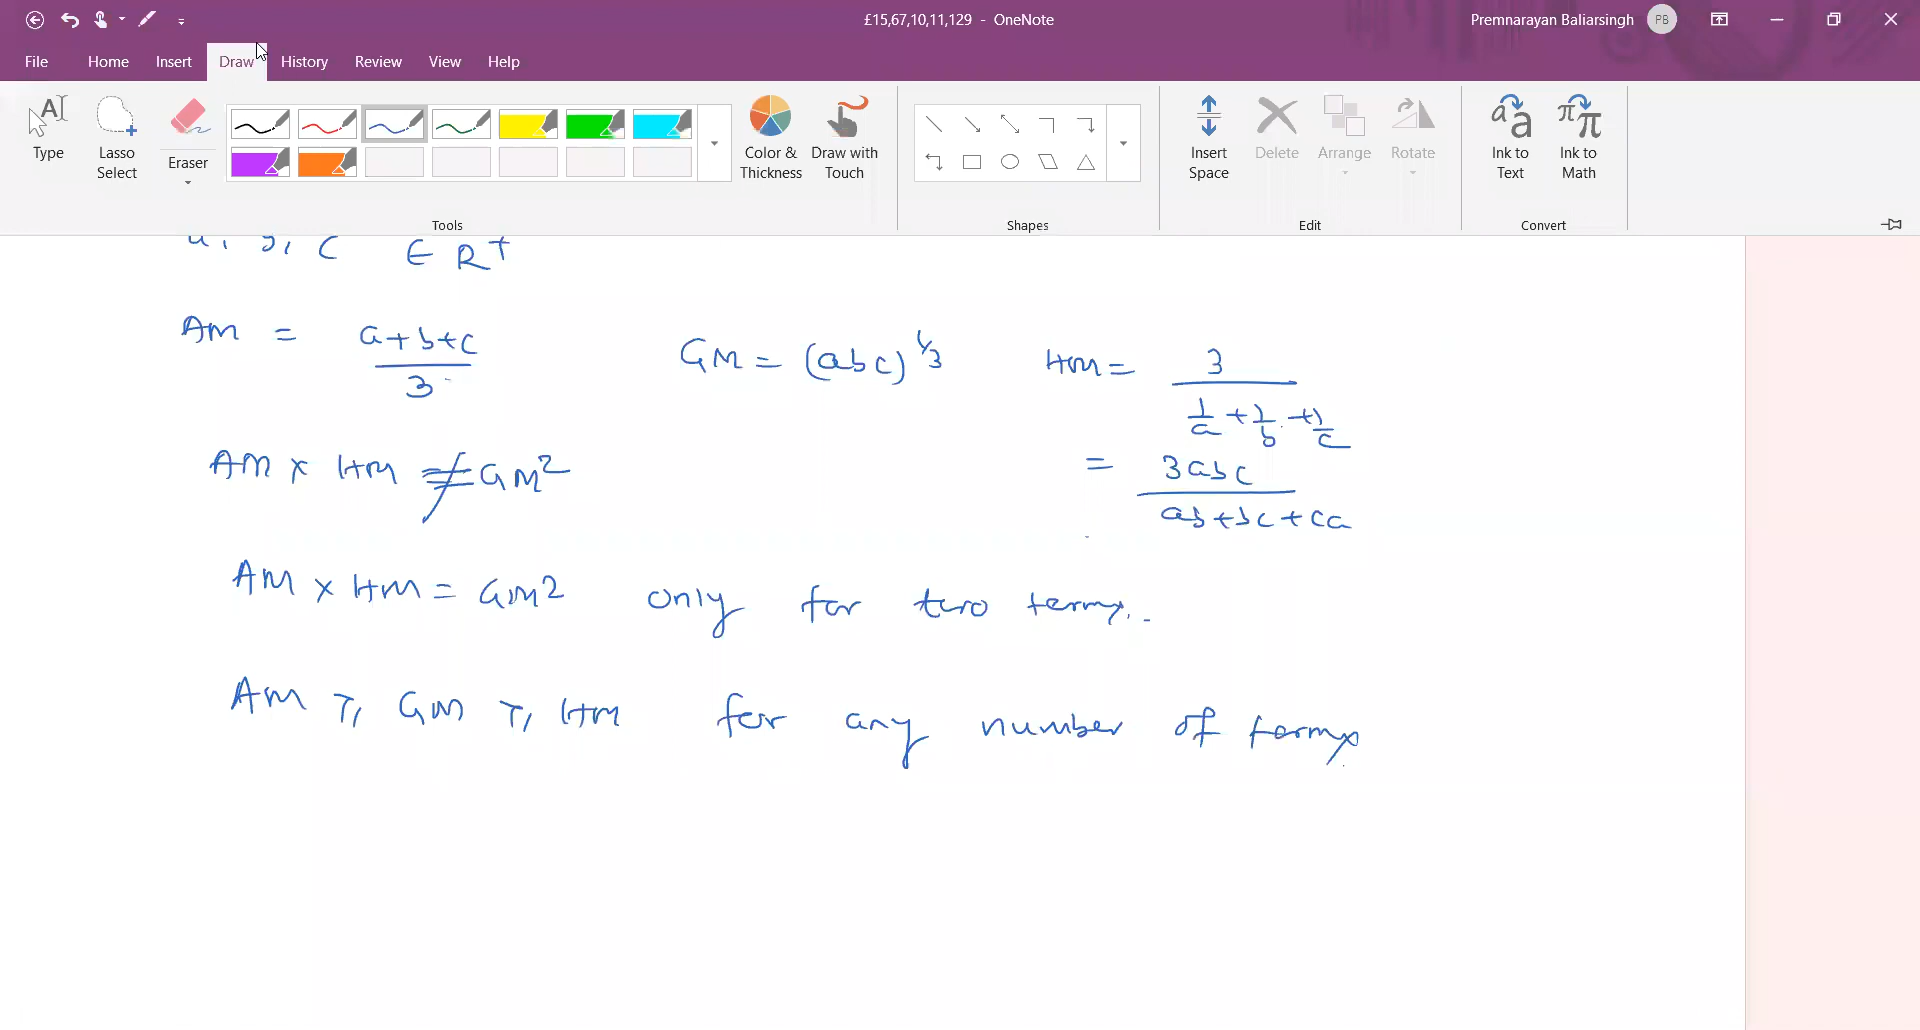 £15,67,10,11,129 - OneNote
Premnarayan Baliarsingh PB
File Home Insert Draw History Review View Help
Type
Lasso Select
Eraser
Color & Thickness
Draw with Touch
Insert Space
Delete
Arrange
Rotate
Ink to Text
Ink to Math
Tools
Shapes
Edit
Convert
a, b, c ∈ R+
AM = (a+b+c)/3
GM = (abc)^1/3
HM = 3/(1/a + 1/b + 1/c)
AM x HM ≠ GM²
= 3abc/(ab+bc+ca)
AM x HM = GM² only for two terms.
AM ≥ GM ≥ HM for any number of terms